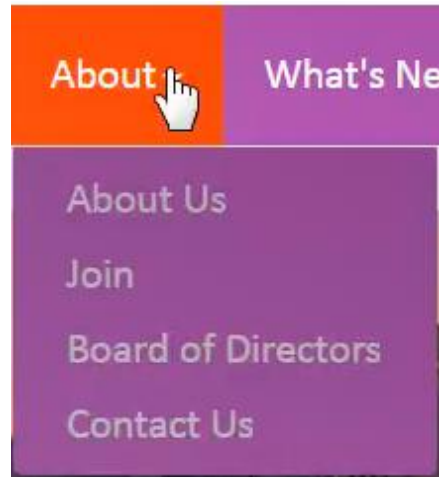 About
What's Ne
About Us
Join
Board of Directors
Contact Us